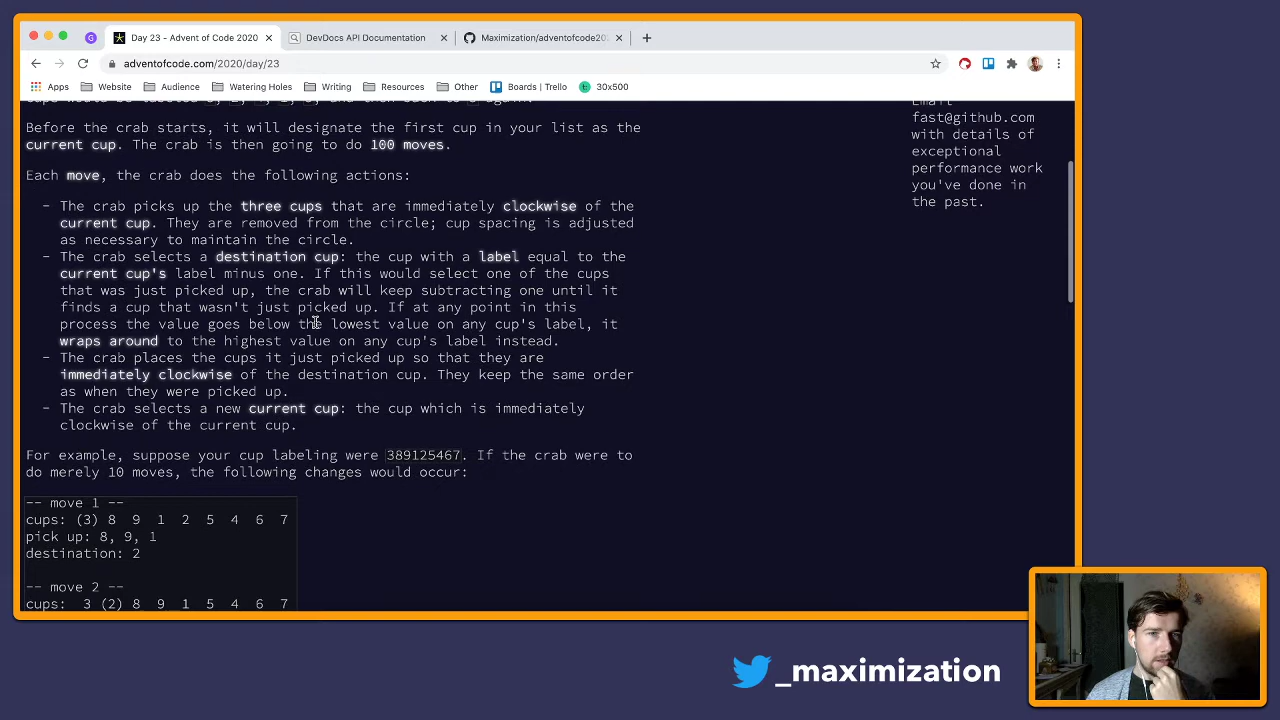 Day 23 - Advent of Code 2020
DevDocs API Documentation
Maximization/adventofcode202
adventofcode.com/2020/day/23
Apps
Website
Audience
Watering Holes
Writing
Resources
Other
Boards | Trello
30x500
Before the crab starts, it will designate the first cup in your list as the
current cup. The crab is then going to do 100 moves.
Each move, the crab does the following actions:
- The crab picks up the three cups that are immediately clockwise of the
current cup. They are removed from the circle; cup spacing is adjusted
as necessary to maintain the circle.
- The crab selects a destination cup: the cup with a label equal to the
current cup's label minus one. If this would select one of the cups
that was just picked up, the crab will keep subtracting one until it
finds a cup that wasn't just picked up. If at any point in this
process the value goes below the lowest value on any cup's label, it
wraps around to the highest value on any cup's label instead.
- The crab places the cups it just picked up so that they are
immediately clockwise of the destination cup. They keep the same order
as when they were picked up.
- The crab selects a new current cup: the cup which is immediately
clockwise of the current cup.
For example, suppose your cup labeling were 389125467. If the crab were to
do merely 10 moves, the following changes would occur:
-- move 1 --
cups: (3) 8 9 1 2 5 4 6 7
pick up: 8, 9, 1
destination: 2
-- move 2 --
cups: 3 (2) 8 9 1 5 4 6 7
Email
fast@github.com
with details of
exceptional
performance work
you've done in
the past.
_maximization